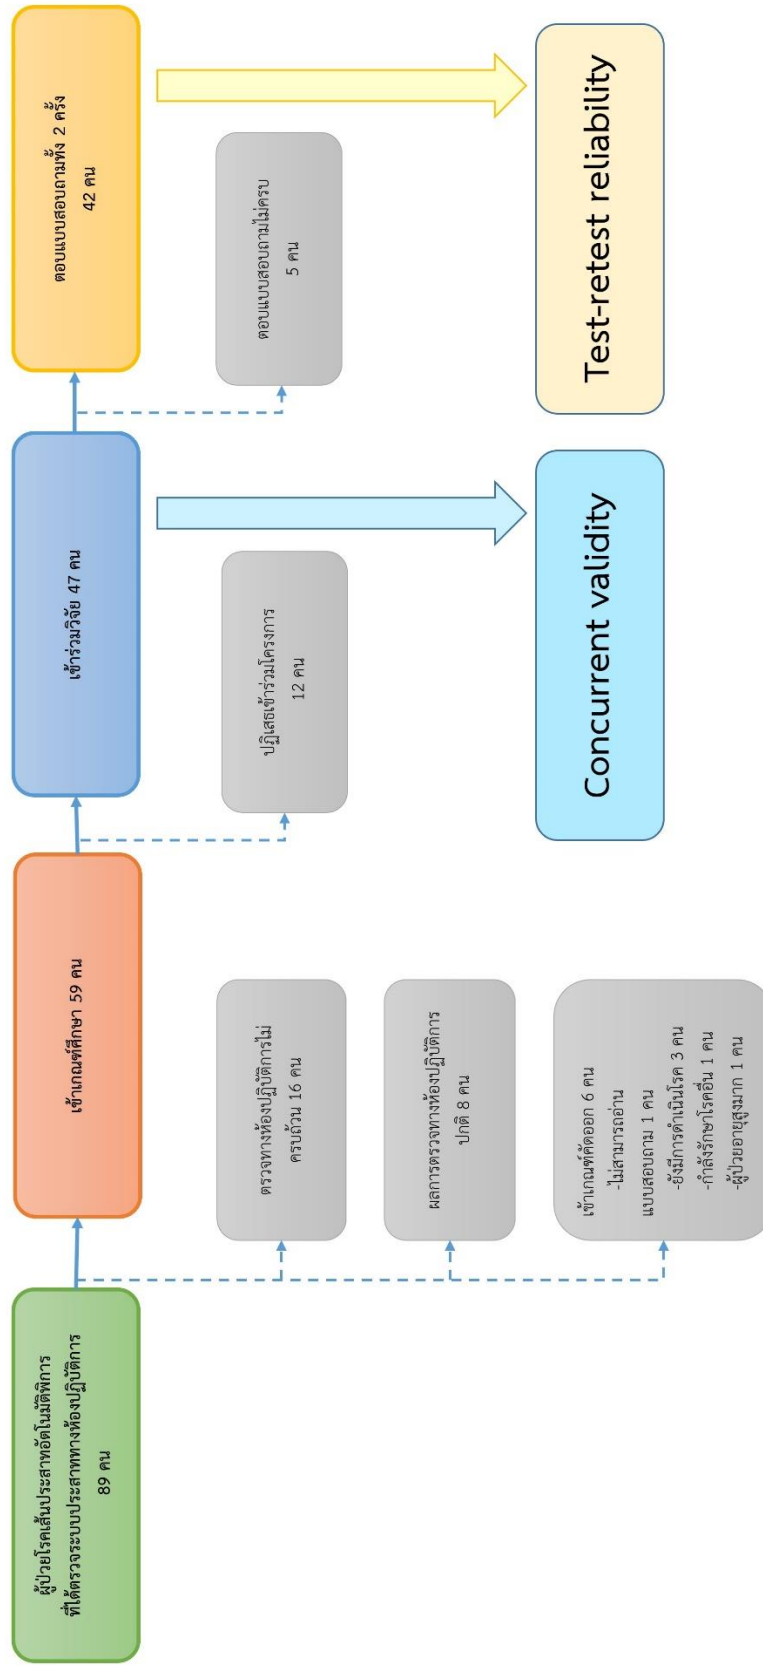 ผู้ป่วยโรคเส้นประสาทอัตโนมัติพิการ
ที่ได้ตรวจระบบประสาททางห้องปฏิบัติการ
89 คน
เข้าเกณฑ์ศึกษา 59 คน
เข้าร่วมวิจัย 47 คน
ตอบแบบสอบถามทั้ง 2 ครั้ง
42 คน
ตรวจทางห้องปฏิบัติการไม่
ครบถ้วน 16 คน
ผลการตรวจทางห้องปฏิบัติการ
ปกติ 8 คน
เข้าเกณฑ์คัดออก 6 คน
-ไม่สามารถอ่าน
แบบสอบถาม 1 คน
-ยังมีการดำเนินโรค 3 คน
-กำลังรักษาโรคอื่น 1 คน
-ผู้ป่วยอายุสูงมาก 1 คน
ปฏิเสธเข้าร่วมโครงการ
12 คน
ตอบแบบสอบถามไม่ครบ
5 คน
Concurrent validity
Test-retest reliability